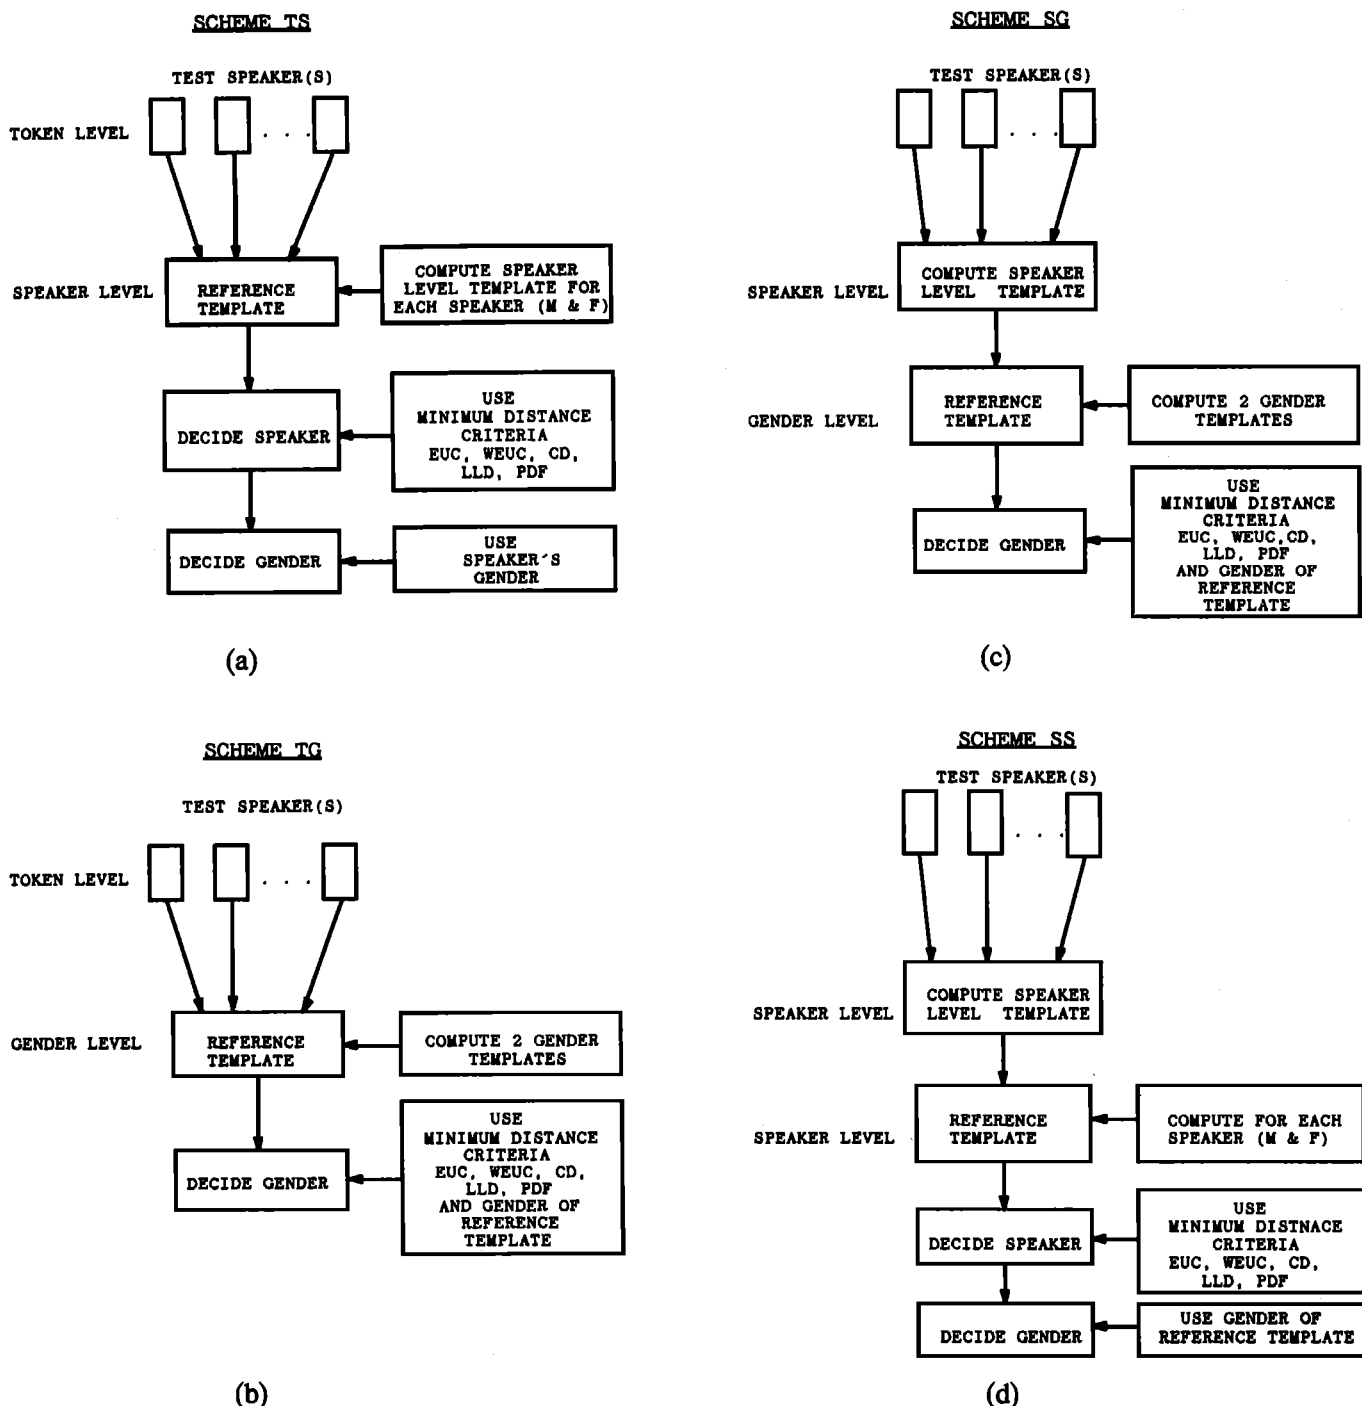 SCHEME TS
TEST SPEAKER(S)
TOKEN LEVEL
. . .
SPEAKER LEVEL
REFERENCE
TEMPLATE
COMPUTE SPEAKER
LEVEL TEMPLATE FOR
EACH SPEAKER (M & F)
DECIDE SPEAKER
USE
MINIMUM DISTANCE
CRITERIA
EUC, WEUC, CD,
LLD, PDF
DECIDE GENDER
USE
SPEAKER'S
GENDER
(a)
SCHEME TG
TEST SPEAKER(S)
TOKEN LEVEL
. . .
GENDER LEVEL
REFERENCE
TEMPLATE
COMPUTE 2 GENDER
TEMPLATES
DECIDE GENDER
USE
MINIMUM DISTANCE
CRITERIA
EUC, WEUC, CD,
LLD, PDF
AND GENDER OF
REFERENCE
TEMPLATE
(b)
SCHEME SG
TEST SPEAKER(S)
. . .
SPEAKER LEVEL
COMPUTE SPEAKER
LEVEL TEMPLATE
GENDER LEVEL
REFERENCE
TEMPLATE
COMPUTE 2 GENDER
TEMPLATES
DECIDE GENDER
USE
MINIMUM DISTANCE
CRITERIA
EUC, WEUC,CD,
LLD, PDF
AND GENDER OF
REFERENCE
TEMPLATE
(c)
SCHEME SS
TEST SPEAKER(S)
. . .
SPEAKER LEVEL
COMPUTE SPEAKER
LEVEL TEMPLATE
SPEAKER LEVEL
REFERENCE
TEMPLATE
COMPUTE FOR EACH
SPEAKER (M & F)
DECIDE SPEAKER
USE
MINIMUM DISTNACE
CRITERIA
EUC, WEUC, CD,
LLD, PDF
DECIDE GENDER
USE GENDER OF
REFERENCE TEMPLATE
(d)